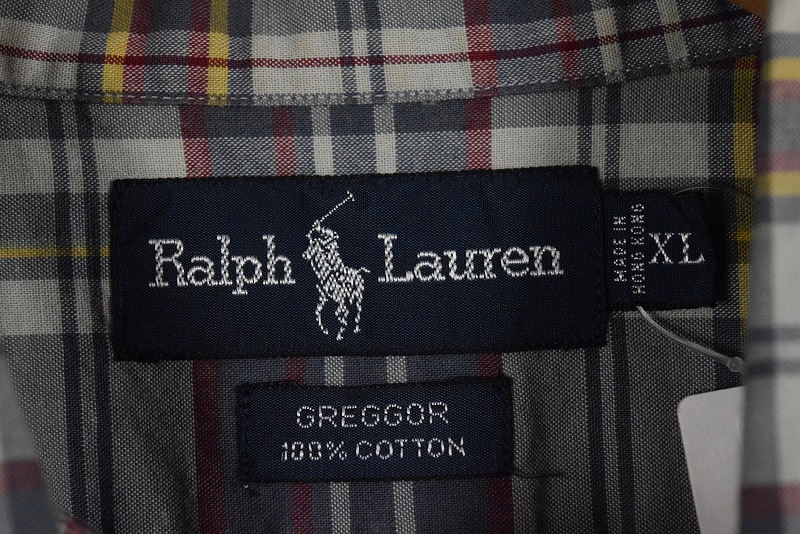 Ralph Lauren
MADE IN
HONG KONG
XL
GREGGOR
100% COTTON